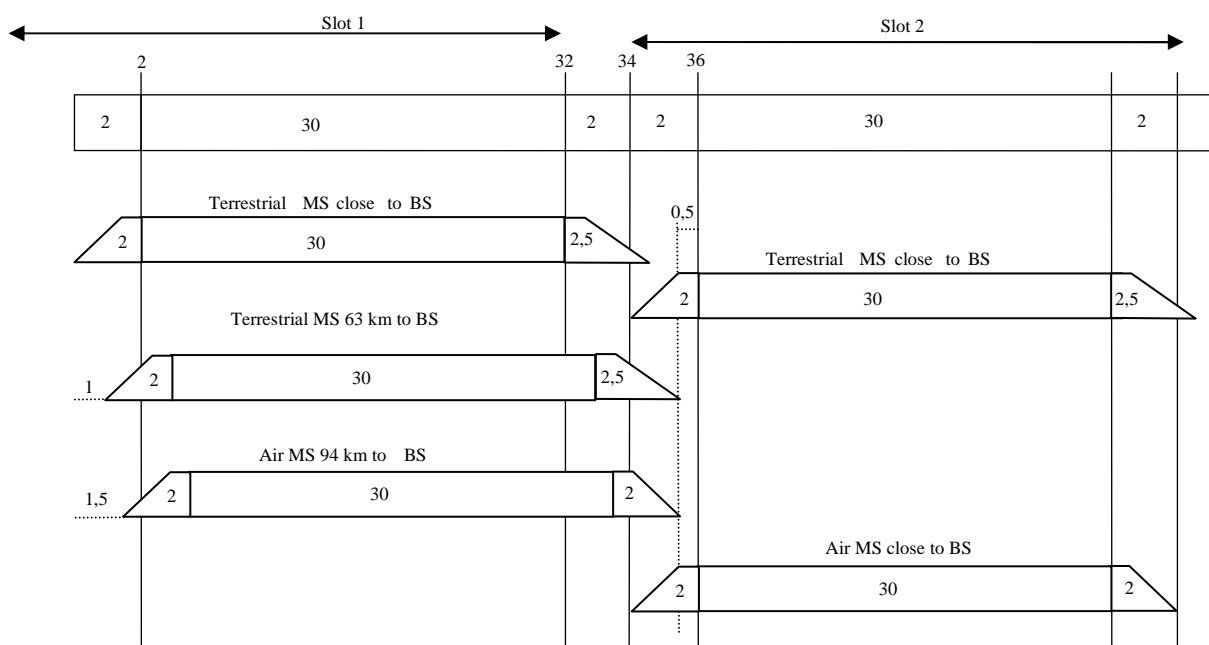 Slot 1
Slot 2
2 32 34 36
2 30 2 2 30 2
Terrestrial MS close to BS
2 30 2,5
0,5
Terrestrial MS close to BS
2 30 2,5
Terrestrial MS 63 km to BS
1 2 30 2,5
Air MS 94 km to BS
1,5 2 30 2
Air MS close to BS
2 30 2